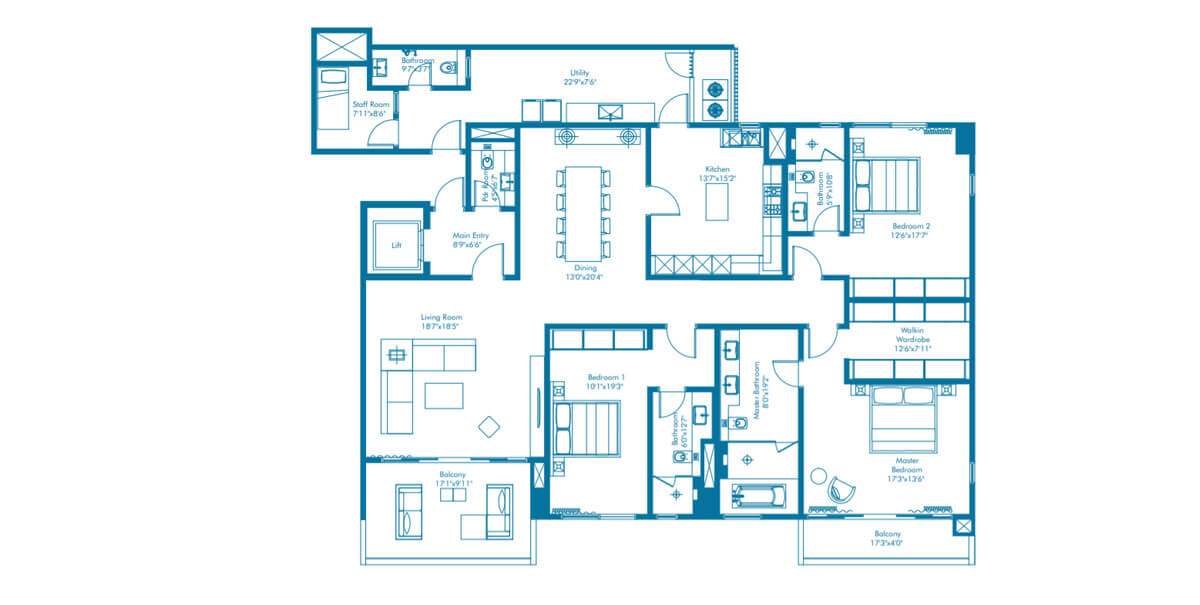 Bathroom
9'7"x3'7"
Utility
22'9"x7'6"
Staff Room
7'11"x8'6"
Pdr Room
4'5"x6'7"
Kitchen
13'7"x15'2"
Bathroom
5'9"x10'8"
Bedroom 2
12'6"x17'7"
Main Entry
8'9"x6'6"
Lift
Dining
13'0"x20'4"
Living Room
18'7"x18'5"
Walkin
Wardrobe
12'6"x7'11"
Bedroom 1
10'1"x19'3"
Master Bathroom
8'0"x19'2"
Bathroom
6'0"x12'7"
Master
Bedroom
17'3"x13'6"
Balcony
17'1"x9'11"
Balcony
17'3"x4'0"